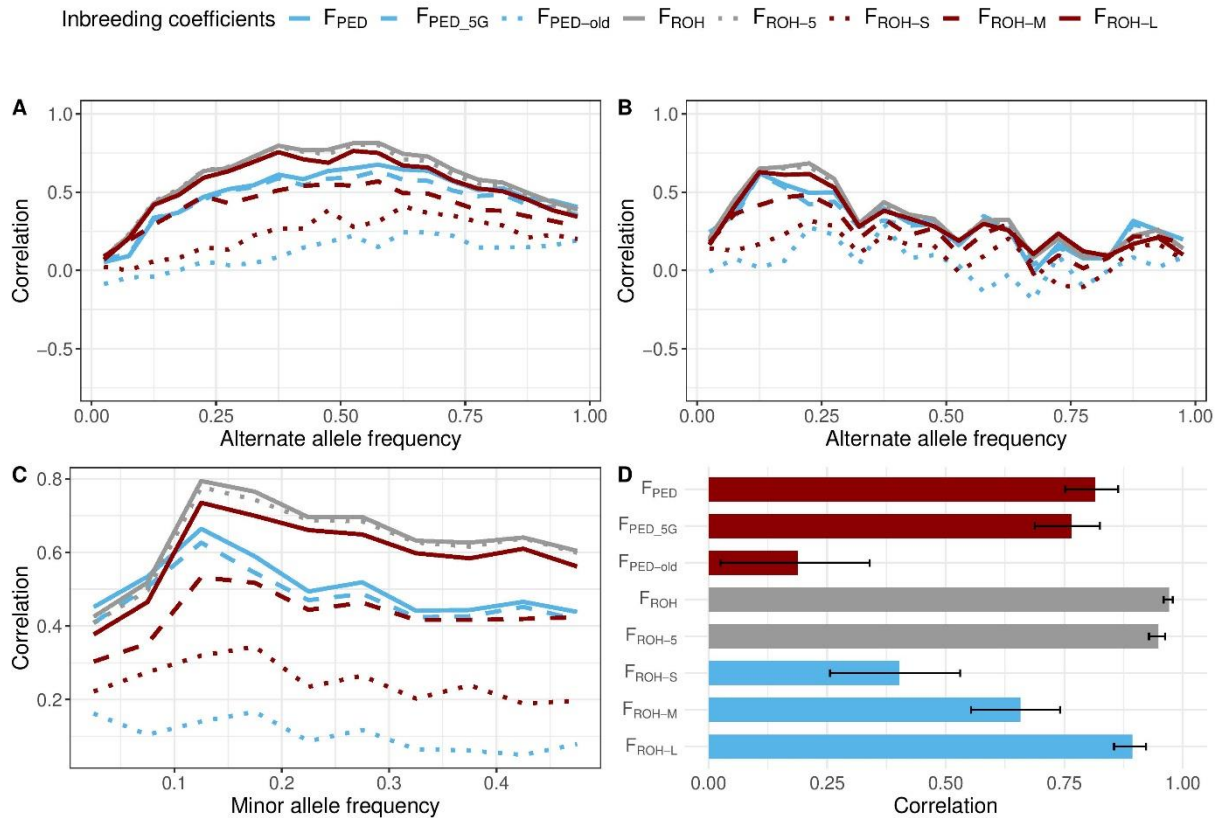 Inbreeding coefficients F_PED F_PED_5G F_PED−old F_ROH F_ROH−5 F_ROH−S F_ROH−M F_ROH−L
A
1.0
0.5
0.0
−0.5
Correlation
0.00 0.25 0.50 0.75 1.00
Alternate allele frequency
B
1.0
0.5
0.0
−0.5
Correlation
0.00 0.25 0.50 0.75 1.00
Alternate allele frequency
C
0.8
0.6
0.4
0.2
Correlation
0.1 0.2 0.3 0.4
Minor allele frequency
D
F_PED
F_PED_5G
F_PED−old
F_ROH
F_ROH−5
F_ROH−S
F_ROH−M
F_ROH−L
0.00 0.25 0.50 0.75 1.00
Correlation